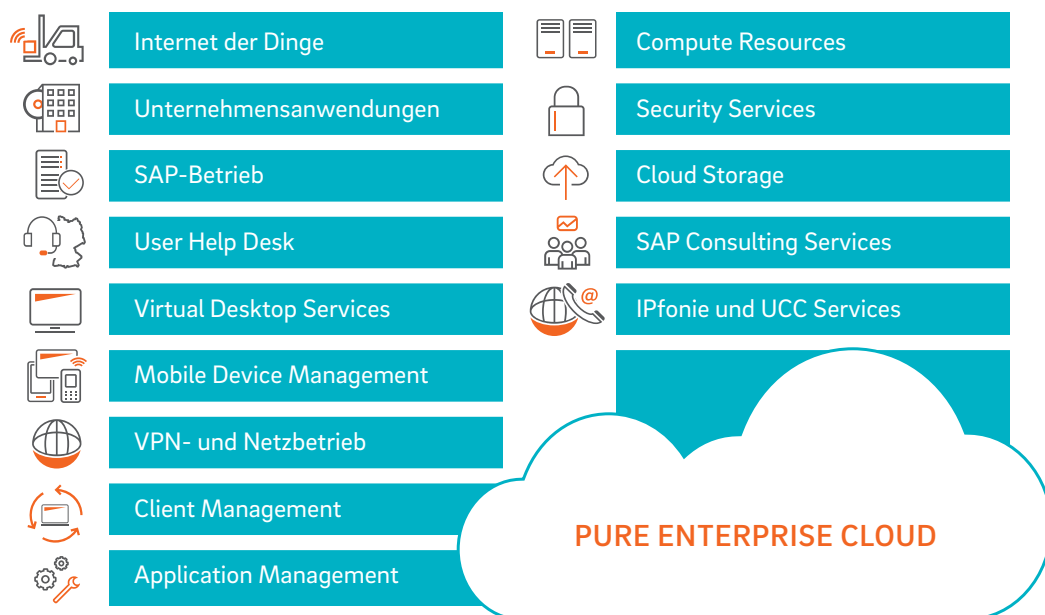 Internet der Dinge
Unternehmensanwendungen
SAP-Betrieb
User Help Desk
Virtual Desktop Services
Mobile Device Management
VPN- und Netzbetrieb
Client Management
Application Management
Compute Resources
Security Services
Cloud Storage
SAP Consulting Services
@
IPfonie und UCC Services
PURE ENTERPRISE CLOUD